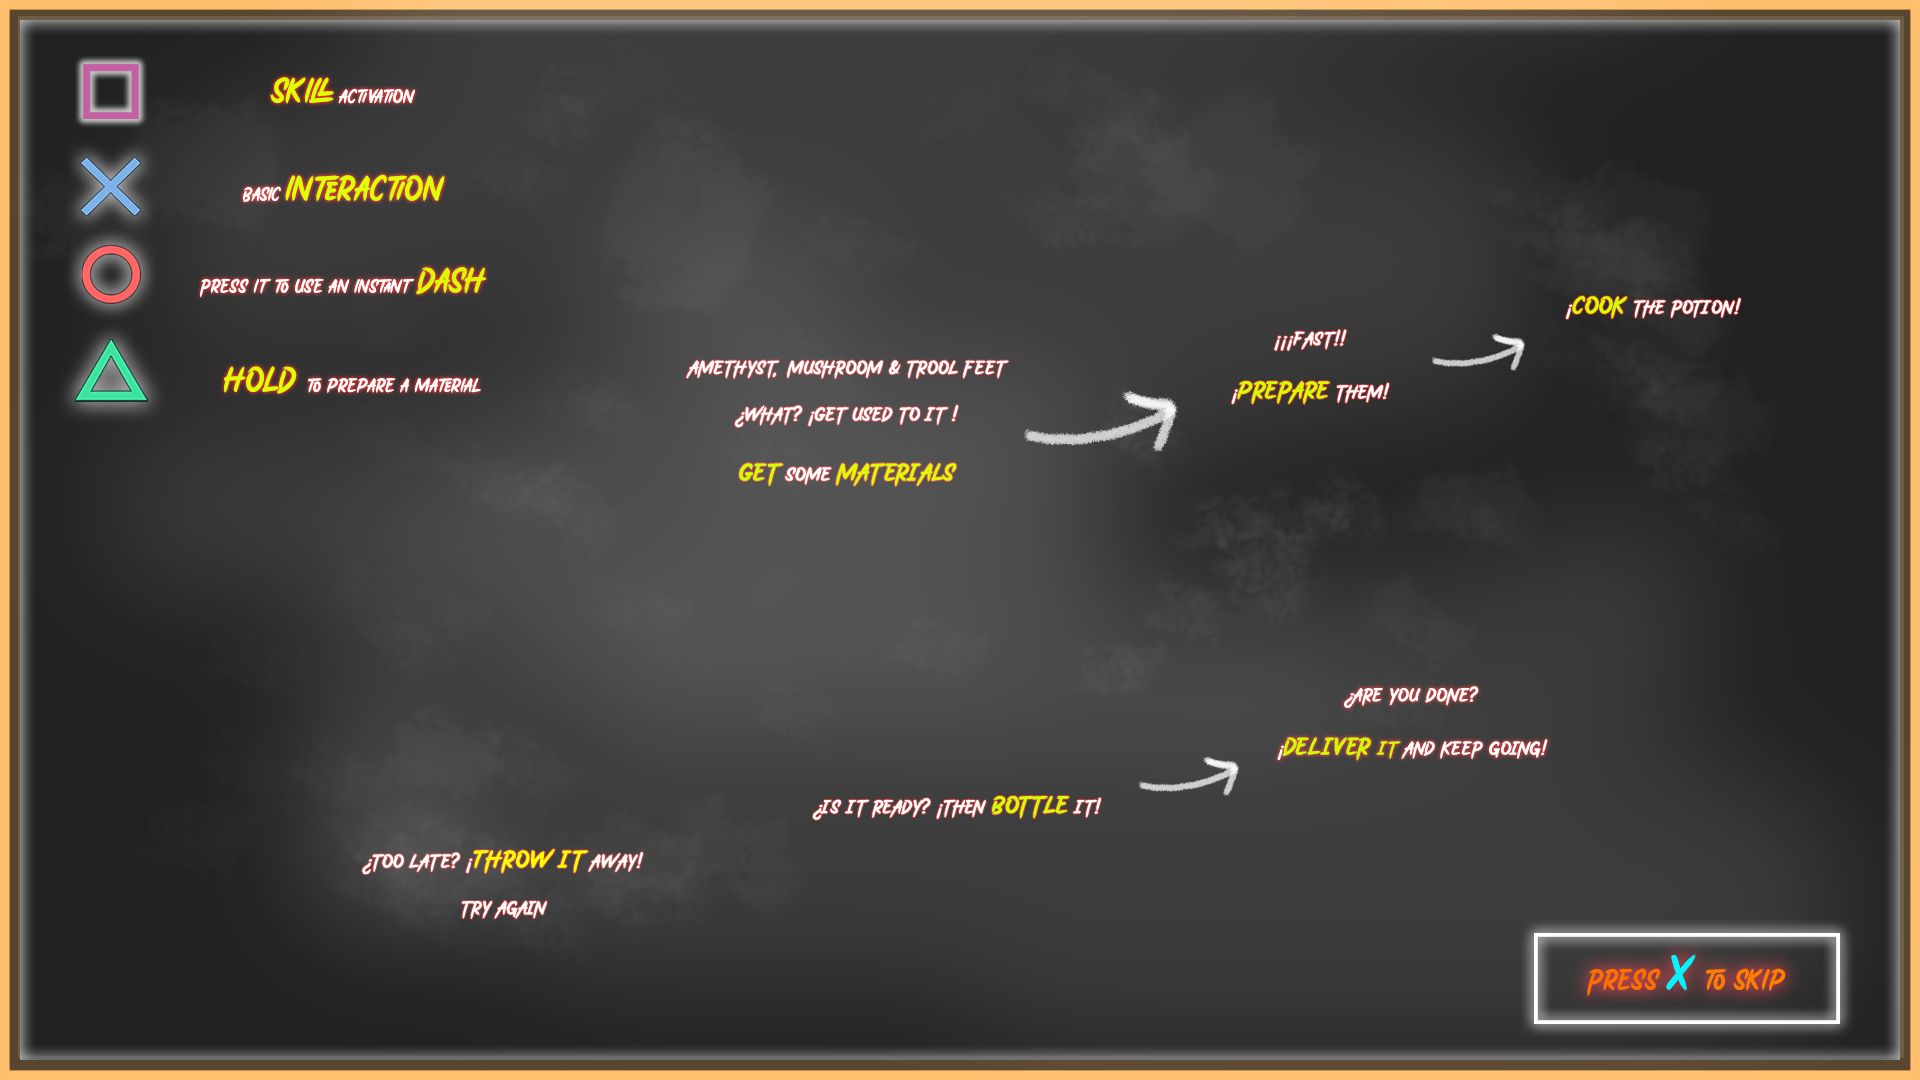 SKILL ACTIVATION
BASIC INTERACTION
PRESS IT TO USE AN INSTANT DASH
HOLD TO PREPARE A MATERIAL
AMETHYST, MUSHROOM & TROOL FEET
¿WHAT? ¡GET USED TO IT !
GET SOME MATERIALS
¡¡¡FAST!!
¡PREPARE THEM!
¡COOK THE POTION!
¿TOO LATE? ¡THROW IT AWAY!
TRY AGAIN
¿IS IT READY? ¡THEN BOTTLE IT!
¿ARE YOU DONE?
¡DELIVER IT AND KEEP GOING!
PRESS X TO SKIP